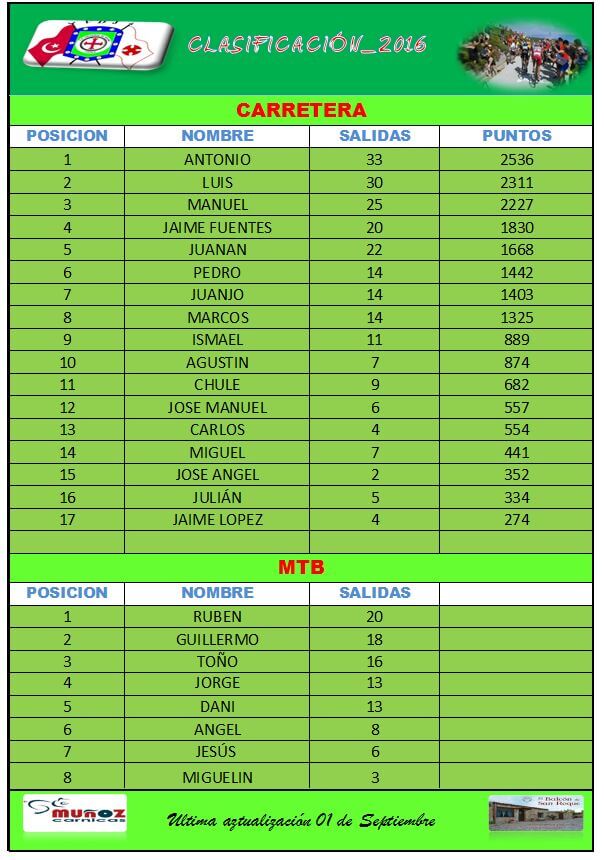 CLASIFICACIÓN_2016
CARRETERA
POSICION NOMBRE SALIDAS PUNTOS
1 ANTONIO 33 2536
2 LUIS 30 2311
3 MANUEL 25 2227
4 JAIME FUENTES 20 1830
5 JUANAN 22 1668
6 PEDRO 14 1442
7 JUANJO 14 1403
8 MARCOS 14 1325
9 ISMAEL 11 889
10 AGUSTIN 7 874
11 CHULE 9 682
12 JOSE MANUEL 6 557
13 CARLOS 4 554
14 MIGUEL 7 441
15 JOSE ANGEL 2 352
16 JULIÁN 5 334
17 JAIME LOPEZ 4 274
MTB
POSICION NOMBRE SALIDAS
1 RUBEN 20
2 GUILLERMO 18
3 TOÑO 16
4 JORGE 13
5 DANI 13
6 ANGEL 8
7 JESÚS 6
8 MIGUELIN 3
MUÑOZ
carnicas
Ultima aztualización 01 de Septiembre
El Balcón de
San Roque